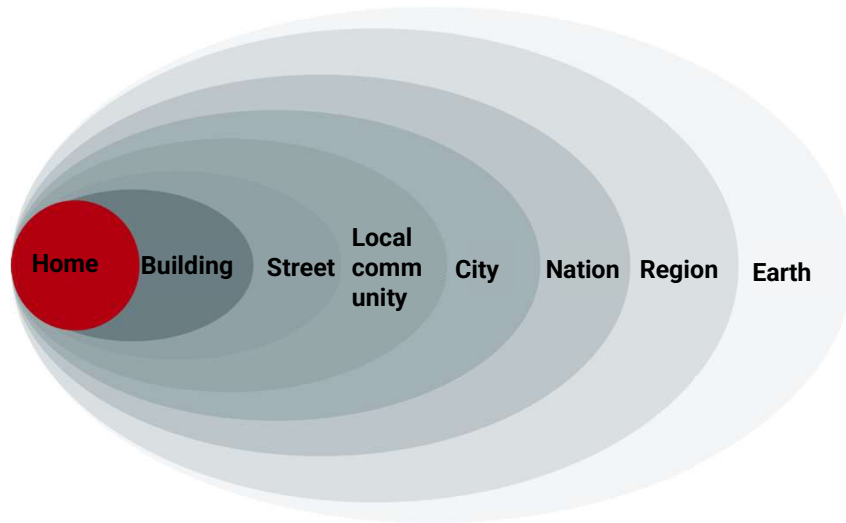 Home
Building
Street
Local
comm
unity
City
Nation
Region
Earth